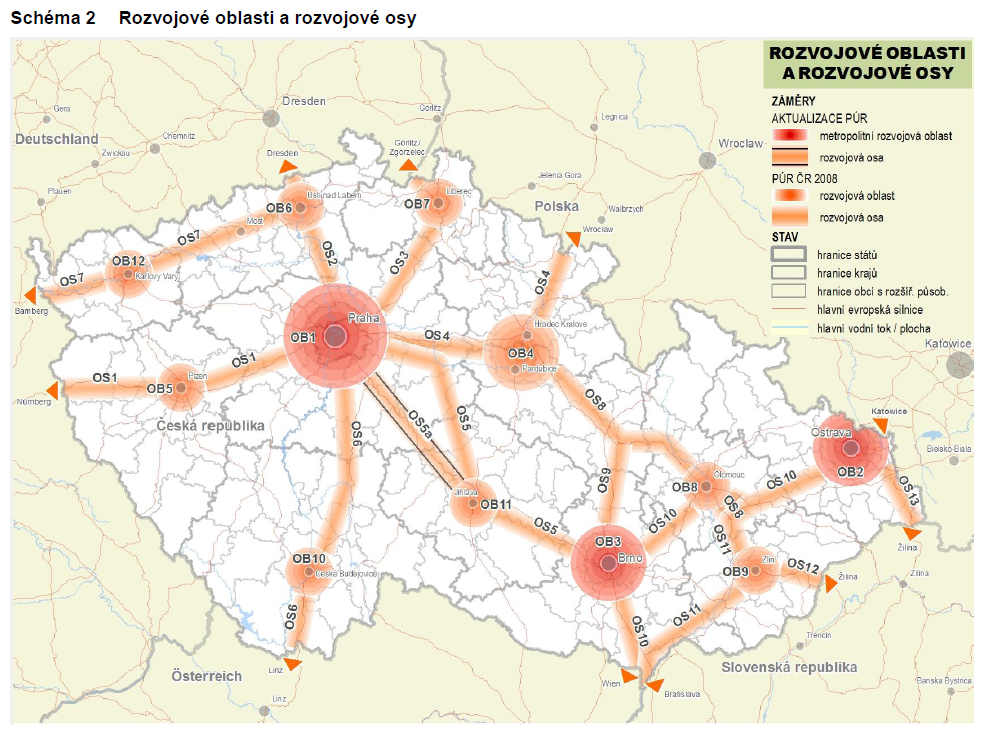 Schéma 2 Rozvojové oblasti a rozvojové osy
ROZVOJOVÉ OBLASTI
A ROZVOJOVÉ OSY
ZÁMĚRY
AKTUALIZACE PÚR
metropolitní rozvojová oblast
rozvojová osa
PÚR ČR 2008
rozvojová oblast
rozvojová osa
STAV
hranice států
hranice krajů
hranice obcí s rozšíř. působ.
hlavní evropská silnice
hlavní vodní tok / plocha
Gera
Dresden
Görlitz
Legnica
Deutschland
Chemnitz
Zwickau
Dresden
Görlitz/
Zgorzelec
Wroclaw
Plauen
Jelenia Gora
Ústí nad Labem
Liberec
OB6
OB7
Polska
Walbrzych
Most
Wroclaw
OS7
OS2
OS3
OS4
OB12
Karlovy Vary
OS7
Bamberg
Praha
OB1
OS4
Hradec Kralove
OB4
Pardubice
Katowice
OS1
OS1
Plzen
OB5
Nürnberg
OS8
Katowice
Česká republika
OS5a
OS5
OS6
Ostrava
Bielsko-Biala
OB2
OS9
Olomouc
OB8
OS10
OS13
Jihlava
OB11
OS8
OS5
OS10
OS11
Žilina
OB3
Brno
OB10
České Budějovice
Zlín
OB9
OS12
Žilina
Žilina
OS6
OS10
OS11
Trenčín
Linz
Österreich
Slovenská republika
Wien
Bratislava
Banska Bystrica
Linz